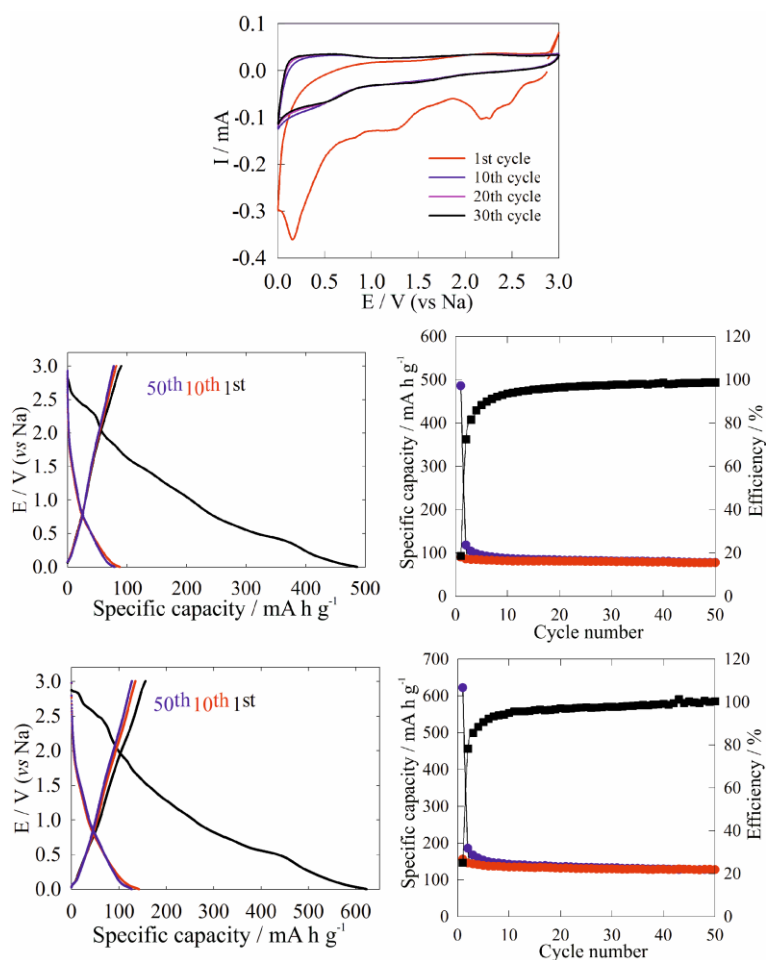 0.1
0.0
-0.1
-0.2
-0.3
-0.4
I / mA
1st cycle
10th cycle
20th cycle
30th cycle
0.0 0.5 1.0 1.5 2.0 2.5 3.0
E / V (vs Na)
3.0
2.5
2.0
1.5
1.0
0.5
0.0
E / V (vs Na)
50th 10th 1st
0 100 200 300 400 500
Specific capacity / mA h g-1
600
500
400
300
200
100
0
Specific capacity / mA h g-1
120
100
80
60
40
20
0
Efficiency / %
0 10 20 30 40 50
Cycle number
3.0
2.5
2.0
1.5
1.0
0.5
0.0
E / V (vs Na)
50th 10th 1st
0 100 200 300 400 500 600
Specific capacity / mA h g-1
700
600
500
400
300
200
100
0
Specific capacity / mA h g-1
120
100
80
60
40
20
0
Efficiency / %
0 10 20 30 40 50
Cycle number